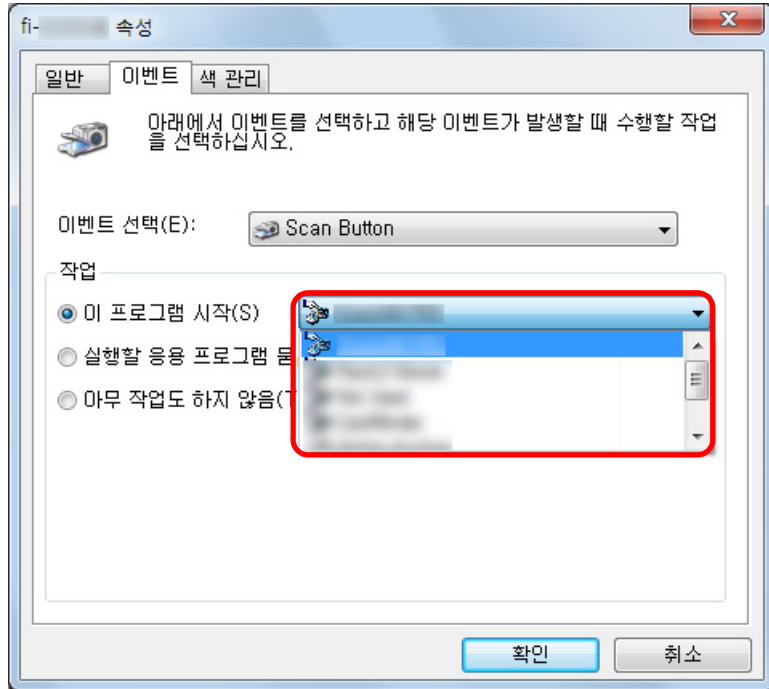 fi- 속성
일반 이벤트 색 관리
아래에서 이벤트를 선택하고 해당 이벤트가 발생할 때 수행할 작업
을 선택하십시오.
이벤트 선택(E): Scan Button
작업
이 프로그램 시작(S)
실행할 응용 프로그램 묻
아무 작업도 하지 않음(T
확인 취소